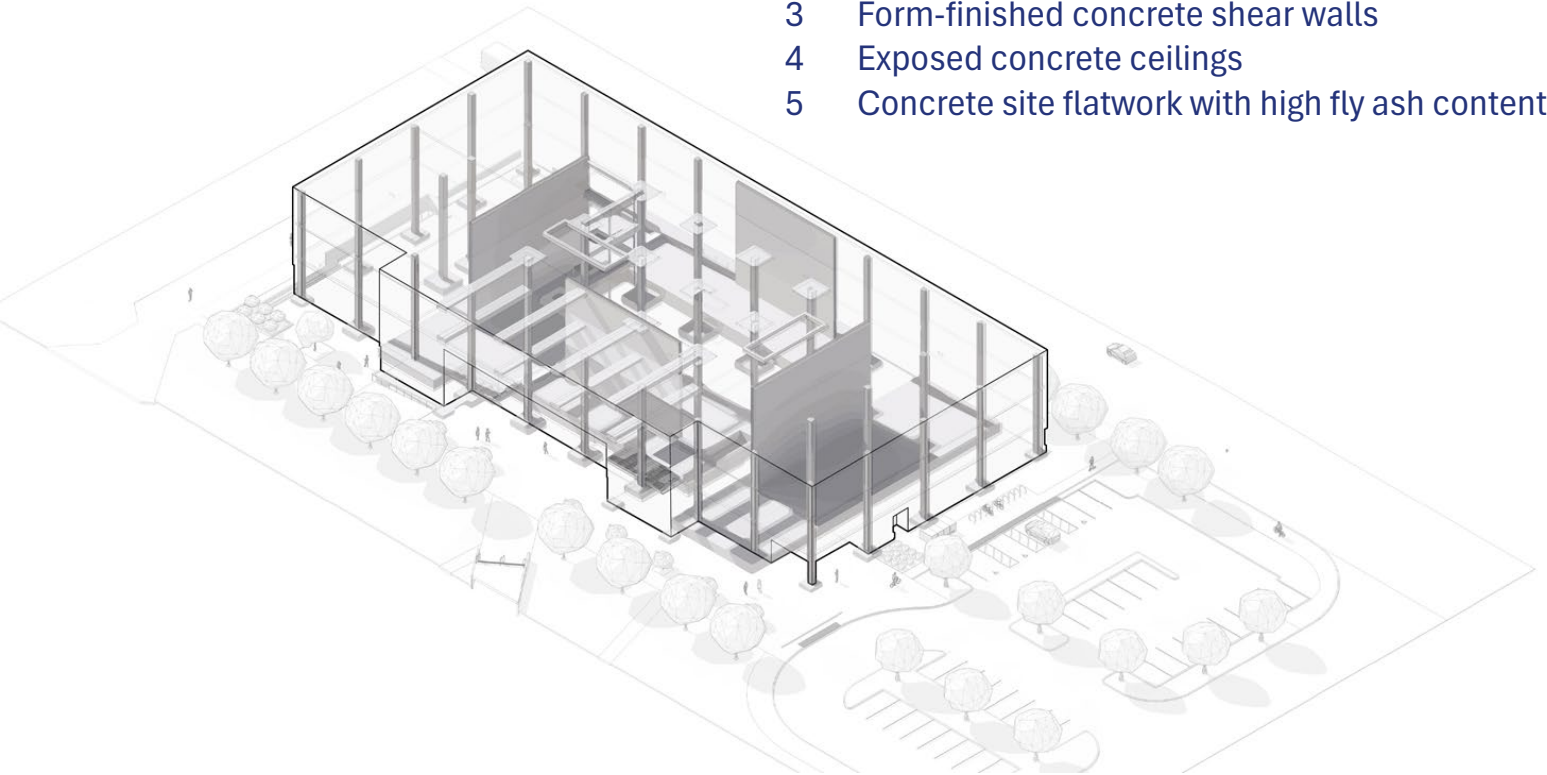 3 Form-finished concrete shear walls
4 Exposed concrete ceilings
5 Concrete site flatwork with high fly ash content